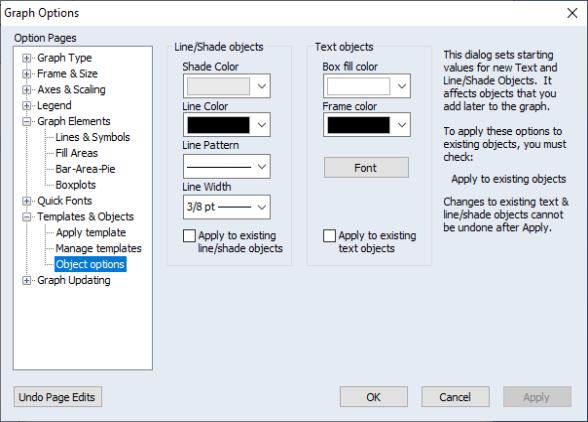 Graph Options
Option Pages
Graph Type
Frame & Size
Axes & Scaling
Legend
Graph Elements
Lines & Symbols
Fill Areas
Bar-Area-Pie
Boxplots
Quick Fonts
Templates & Objects
Apply template
Manage templates
Object options
Graph Updating
Line/Shade objects
Shade Color
Line Color
Line Pattern
Line Width
3/8 pt
Apply to existing
line/shade objects
Text objects
Box fill color
Frame color
Font
Apply to existing
text objects
This dialog sets starting
values for new Text and
Line/Shade Objects. It
affects objects that you
add later to the graph.
To apply these options to
existing objects, you must
check:
Apply to existing objects
Changes to existing text &
line/shade objects cannot
be undone after Apply.
Undo Page Edits
OK
Cancel
Apply